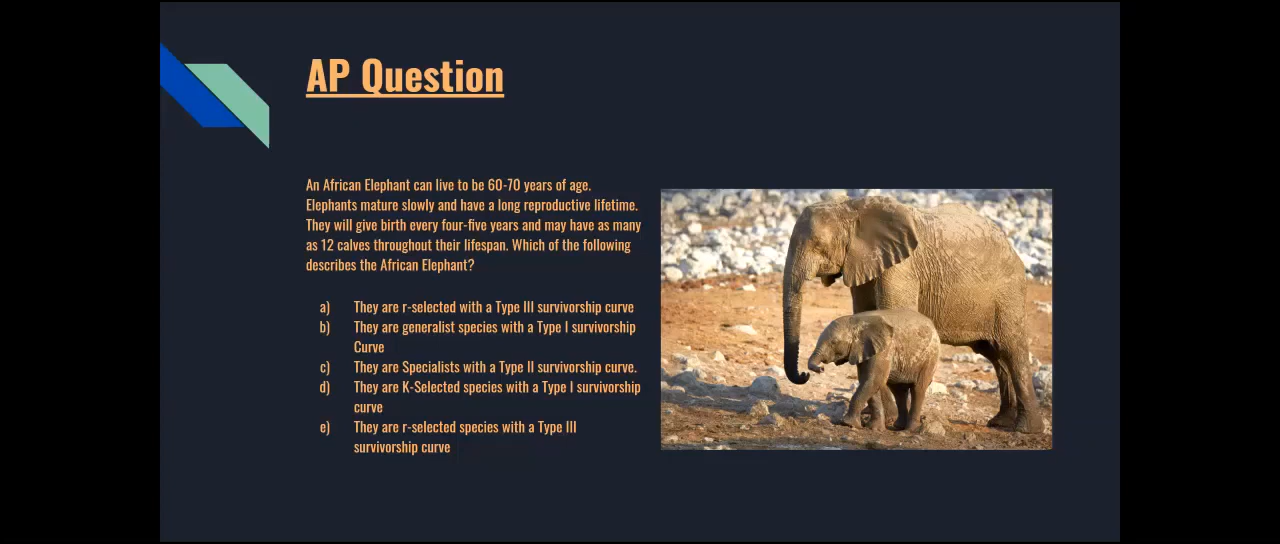 AP Question
An African Elephant can live to be 60-70 years of age.
Elephants mature slowly and have a long reproductive lifetime.
They will give birth every four-five years and may have as many
as 12 calves throughout their lifespan. Which of the following
describes the African Elephant?
a) They are r-selected with a Type III survivorship curve
b) They are generalist species with a Type I survivorship
Curve
c) They are Specialists with a Type II survivorship curve.
d) They are K-Selected species with a Type I survivorship
curve
e) They are r-selected species with a Type III
survivorship curve